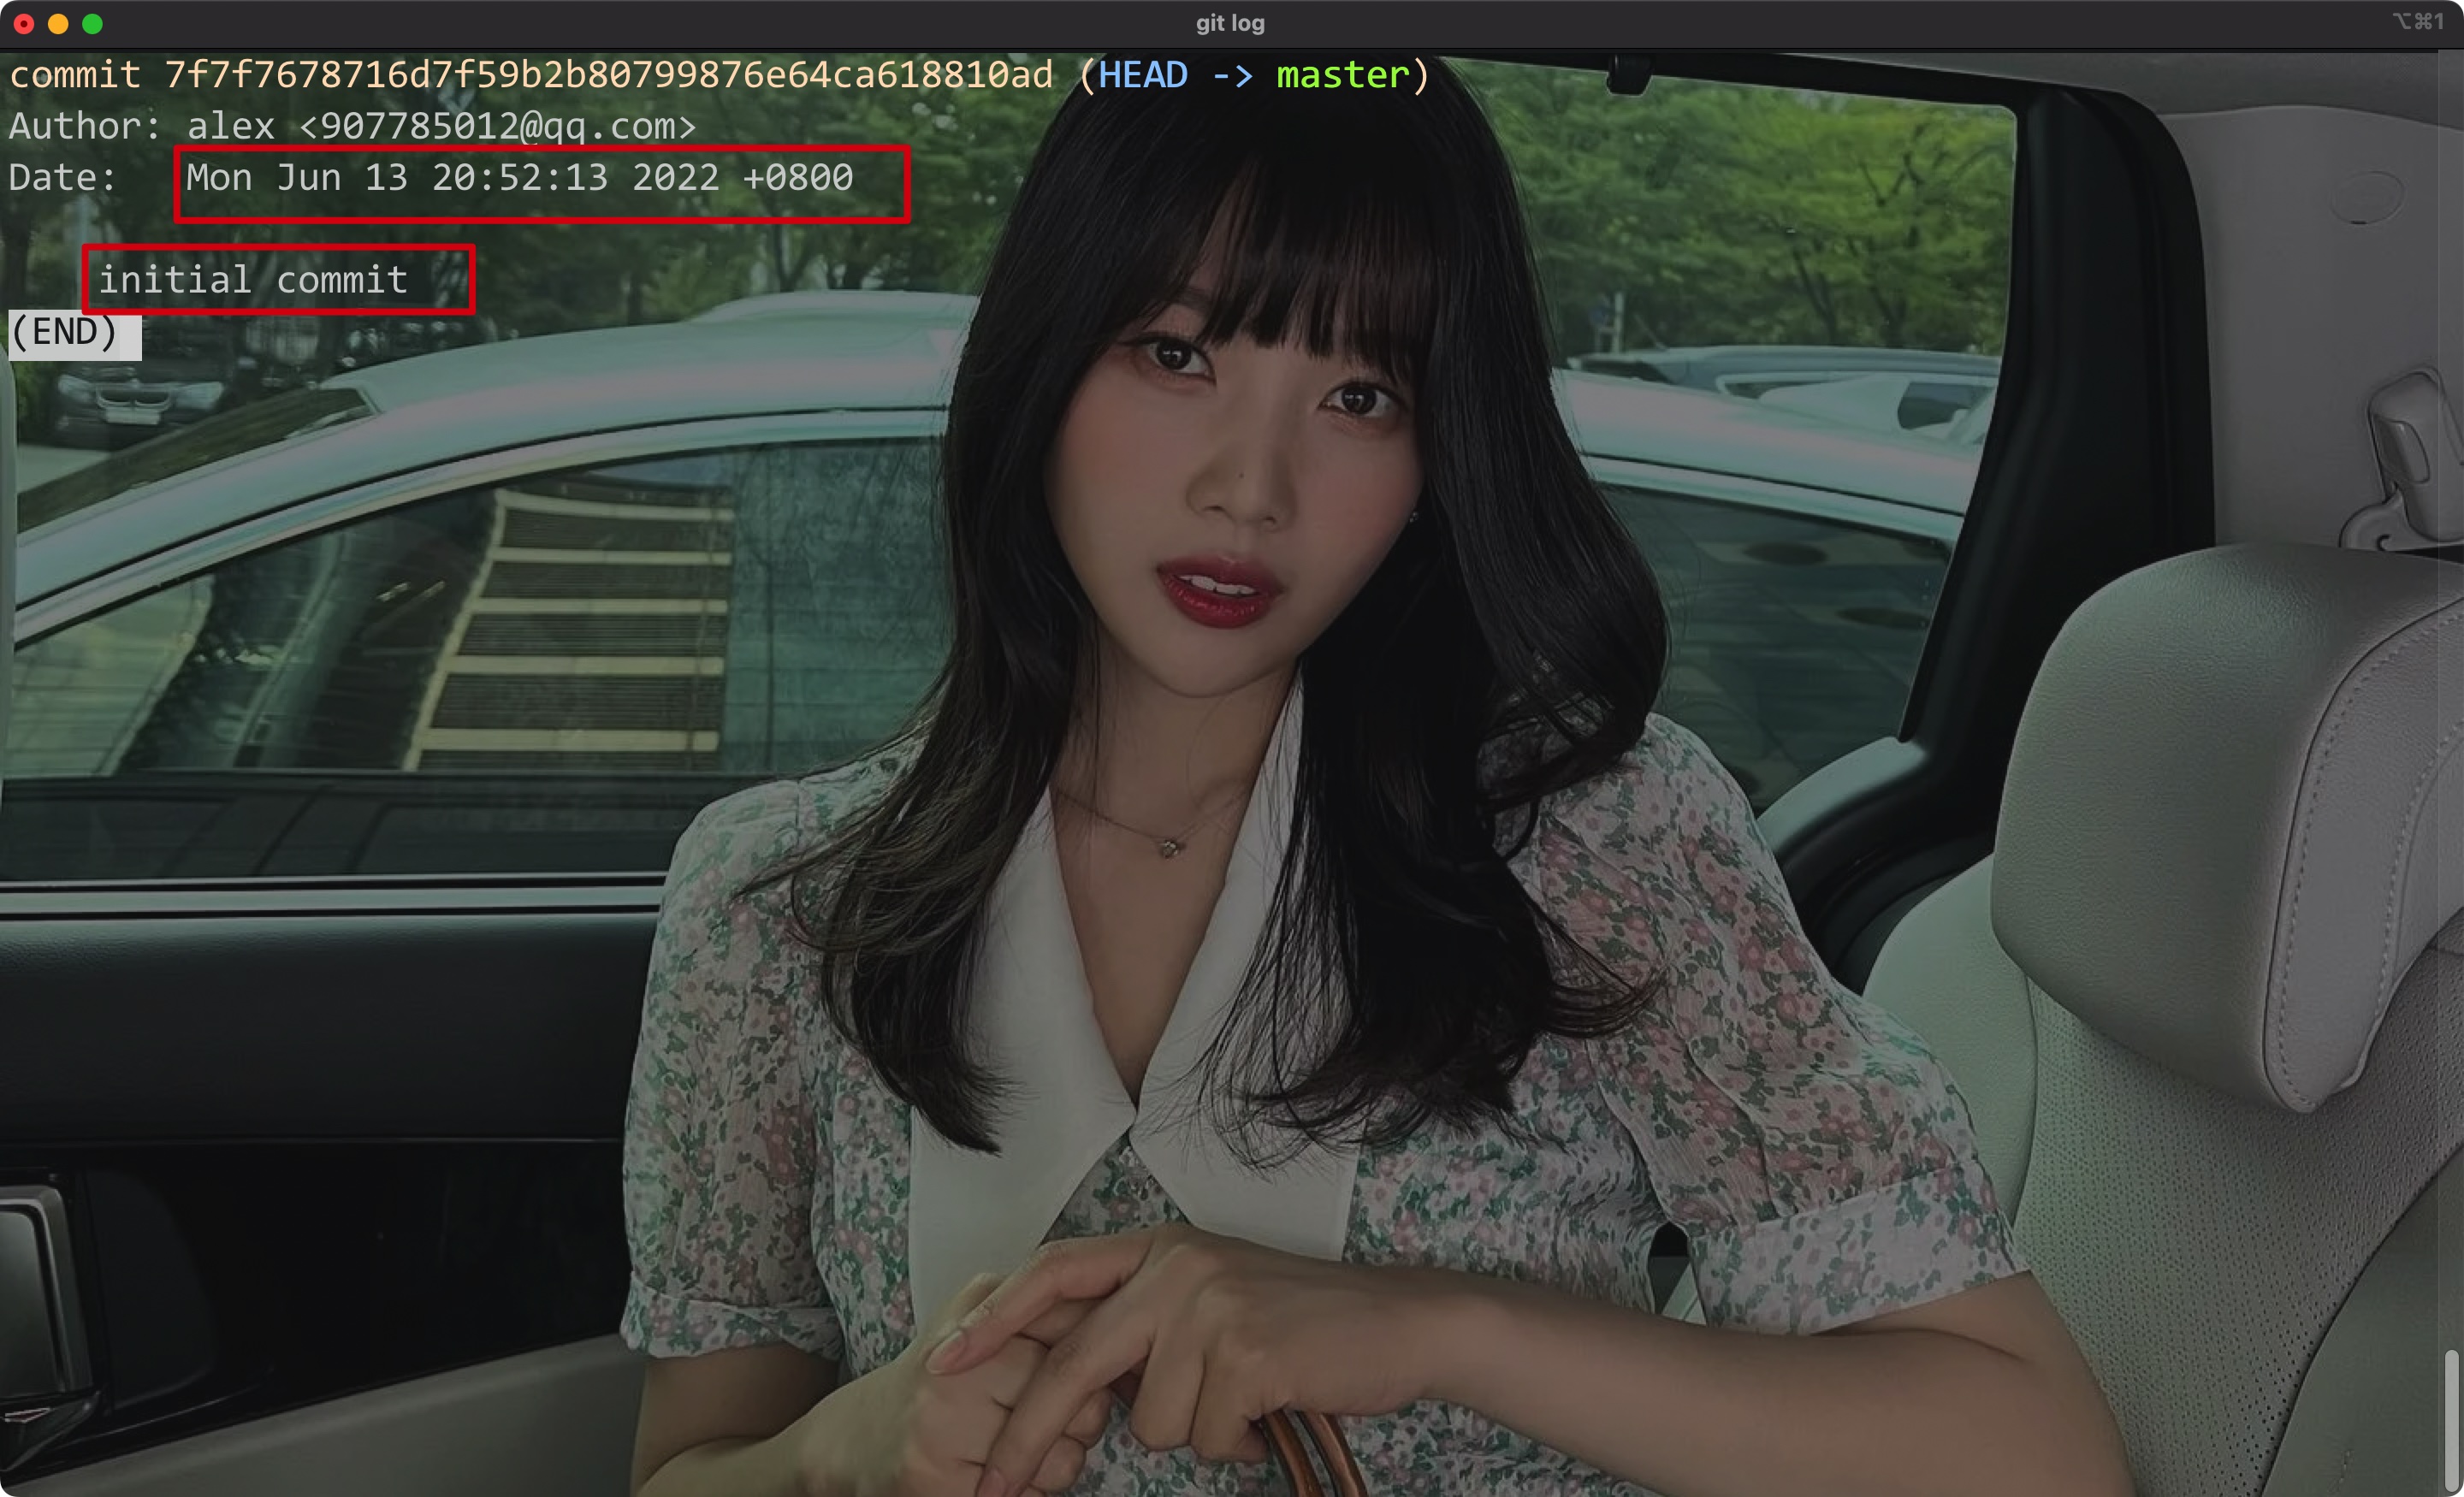 git log
⌥⌘1
commit 7f7f7678716d7f59b2b80799876e64ca618810ad (HEAD -> master)
Author: alex <907785012@qq.com>
Date:   Mon Jun 13 20:52:13 2022 +0800
initial commit
(END)